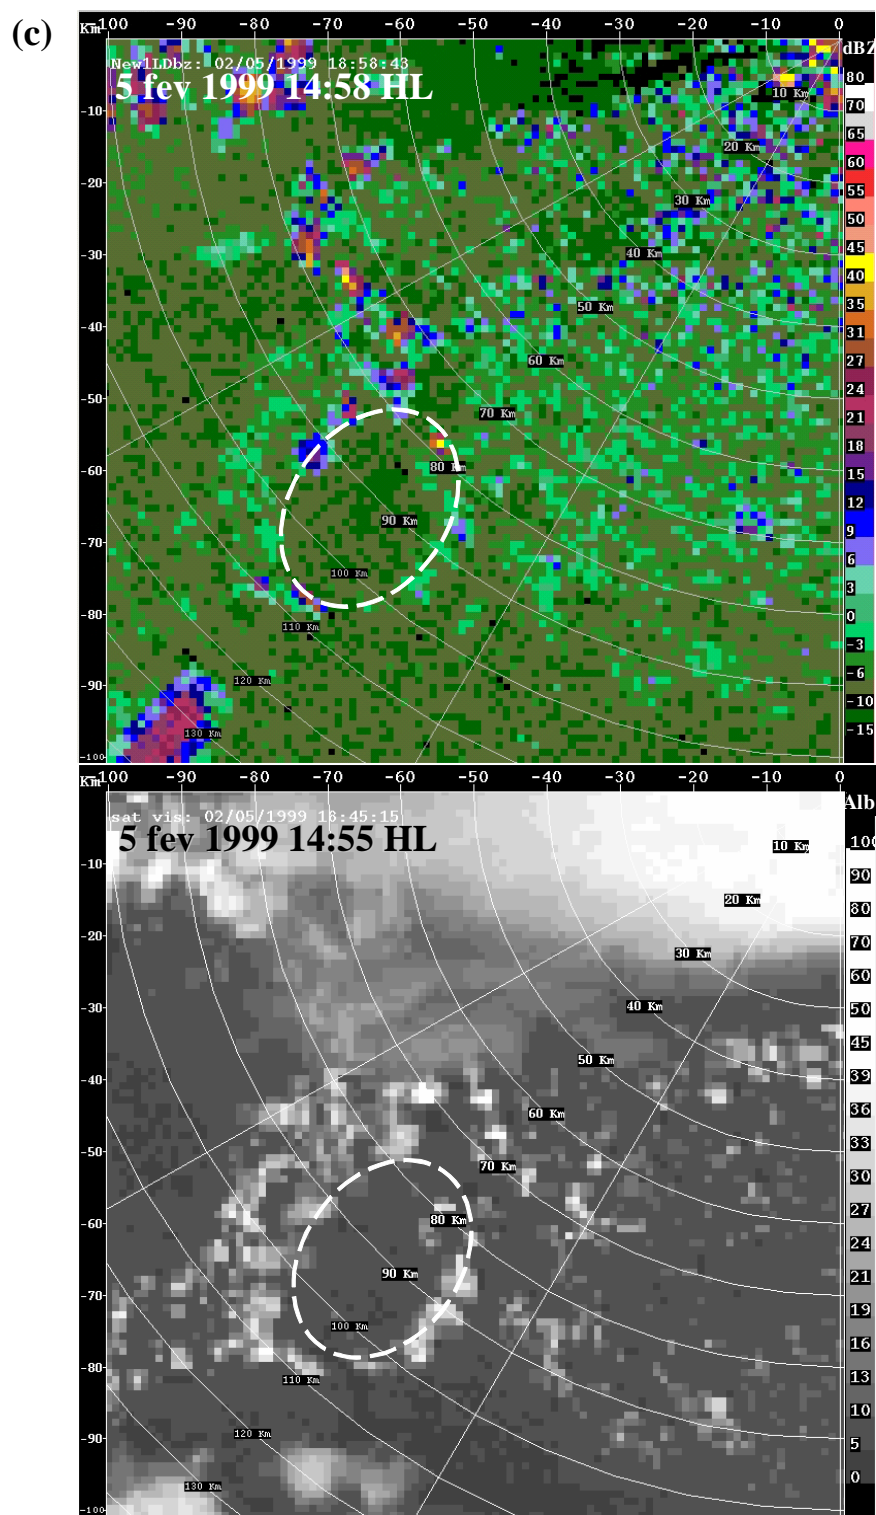 (c)
Km -100 -90 -80 -70 -60 -50 -40 -30 -20 -10 0
dBZ
New1LDbz: 02/05/1999 18:58:43
5 fev 1999 14:58 HL
-10
-20
-30
-40
-50
-60
-70
-80
-90
-100
10 Km
20 Km
30 Km
40 Km
50 Km
60 Km
70 Km
80 Km
90 Km
100 Km
110 Km
120 Km
130 Km
80
70
65
60
55
50
45
40
35
31
27
24
21
18
15
12
9
6
3
0
-3
-6
-10
-15
Km -100 -90 -80 -70 -60 -50 -40 -30 -20 -10 0
Alb
sat vis: 02/05/1999 18:45:15
5 fev 1999 14:55 HL
-10
-20
-30
-40
-50
-60
-70
-80
-90
-100
10 Km
20 Km
30 Km
40 Km
50 Km
60 Km
70 Km
80 Km
90 Km
100 Km
110 Km
120 Km
130 Km
100
90
80
70
60
50
45
39
36
33
30
27
24
21
19
16
13
10
5
0